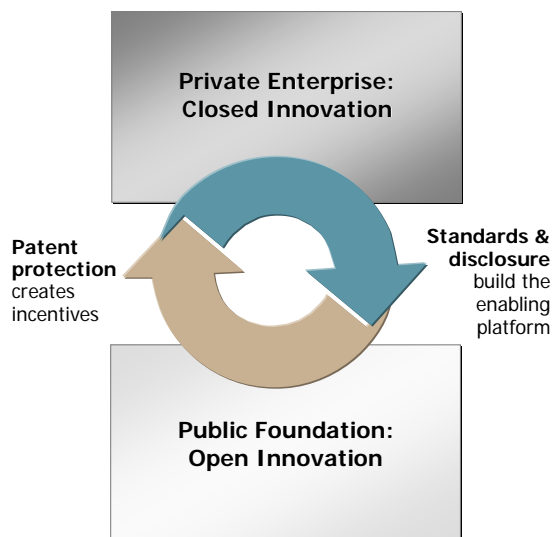 Private Enterprise:
Closed Innovation
Patent
protection
creates
incentives
Standards &
disclosure
build the
enabling
platform
Public Foundation:
Open Innovation